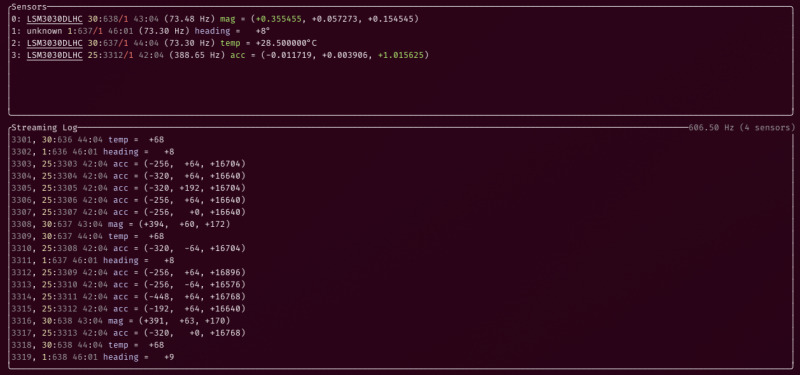 Sensors
0: LSM3030DLHC 30:638/1 43:04 (73.48 Hz) mag = (+0.355455, +0.057273, +0.154545)
1: unknown 1:637/1 46:01 (73.30 Hz) heading =   +8°
2: LSM3030DLHC 30:637/1 44:04 (73.30 Hz) temp = +28.500000°C
3: LSM3030DLHC 25:3312/1 42:04 (388.65 Hz) acc = (-0.011719, +0.003906, +1.015625)
Streaming Log 606.50 Hz (4 sensors)
3301, 30:636 44:04 temp =  +68
3302, 1:636 46:01 heading =   +8
3303, 25:3303 42:04 acc = (-256,  +64, +16704)
3304, 25:3304 42:04 acc = (-320,  +64, +16640)
3305, 25:3305 42:04 acc = (-320, +192, +16704)
3306, 25:3306 42:04 acc = (-256,  +64, +16640)
3307, 25:3307 42:04 acc = (-256,   +0, +16640)
3308, 30:637 43:04 mag = (+394,  +60, +172)
3309, 30:637 44:04 temp =  +68
3310, 25:3308 42:04 acc = (-320,  -64, +16704)
3311, 1:637 46:01 heading =   +8
3312, 25:3309 42:04 acc = (-256,  +64, +16896)
3313, 25:3310 42:04 acc = (-256,  -64, +16576)
3314, 25:3311 42:04 acc = (-448,  +64, +16768)
3315, 25:3312 42:04 acc = (-192,  +64, +16640)
3316, 30:638 43:04 mag = (+391,  +63, +170)
3317, 25:3313 42:04 acc = (-320,   +0, +16768)
3318, 30:638 44:04 temp =  +68
3319, 1:638 46:01 heading =   +9